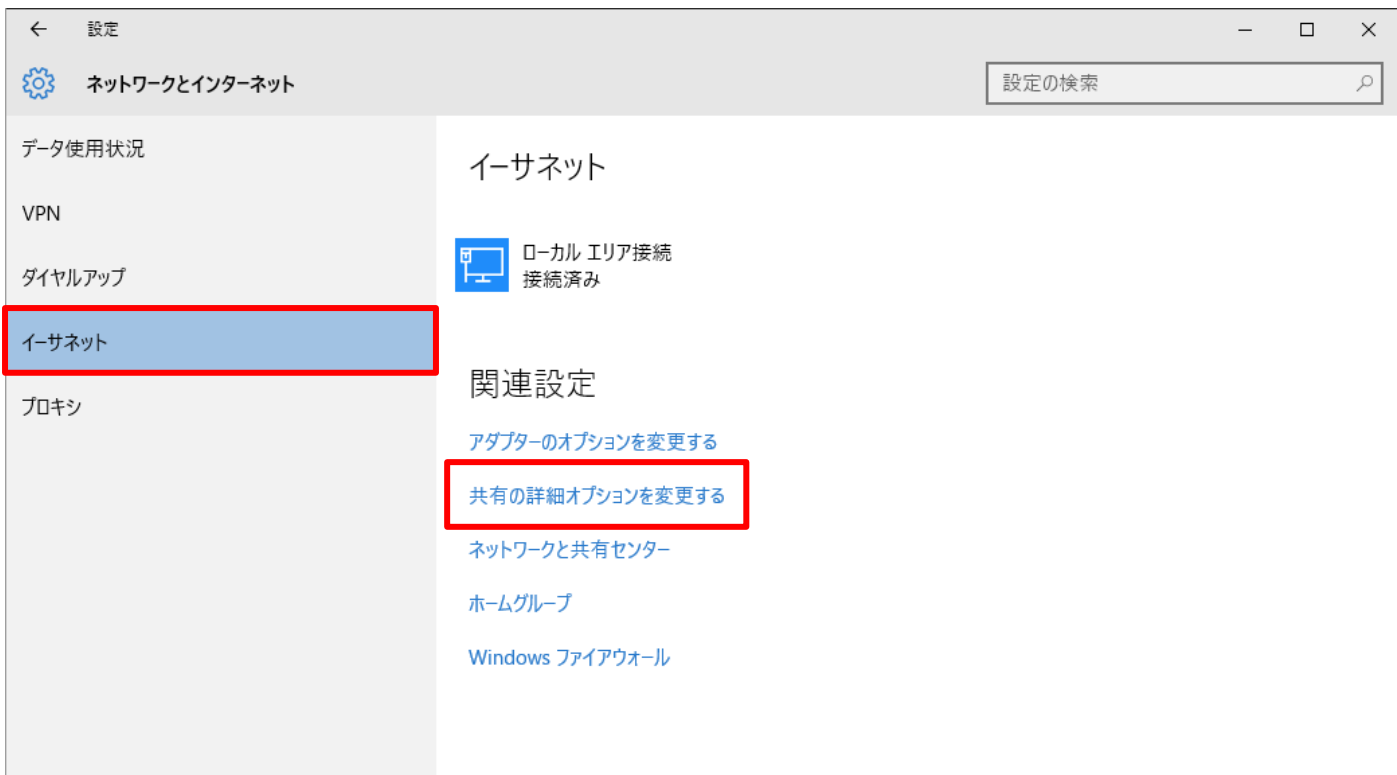 設定
ネットワークとインターネット
設定の検索
データ使用状況
VPN
ダイヤルアップ
イーサネット
プロキシ
イーサネット
ローカル エリア接続
接続済み
関連設定
アダプターのオプションを変更する
共有の詳細オプションを変更する
ネットワークと共有センター
ホームグループ
Windows ファイアウォール